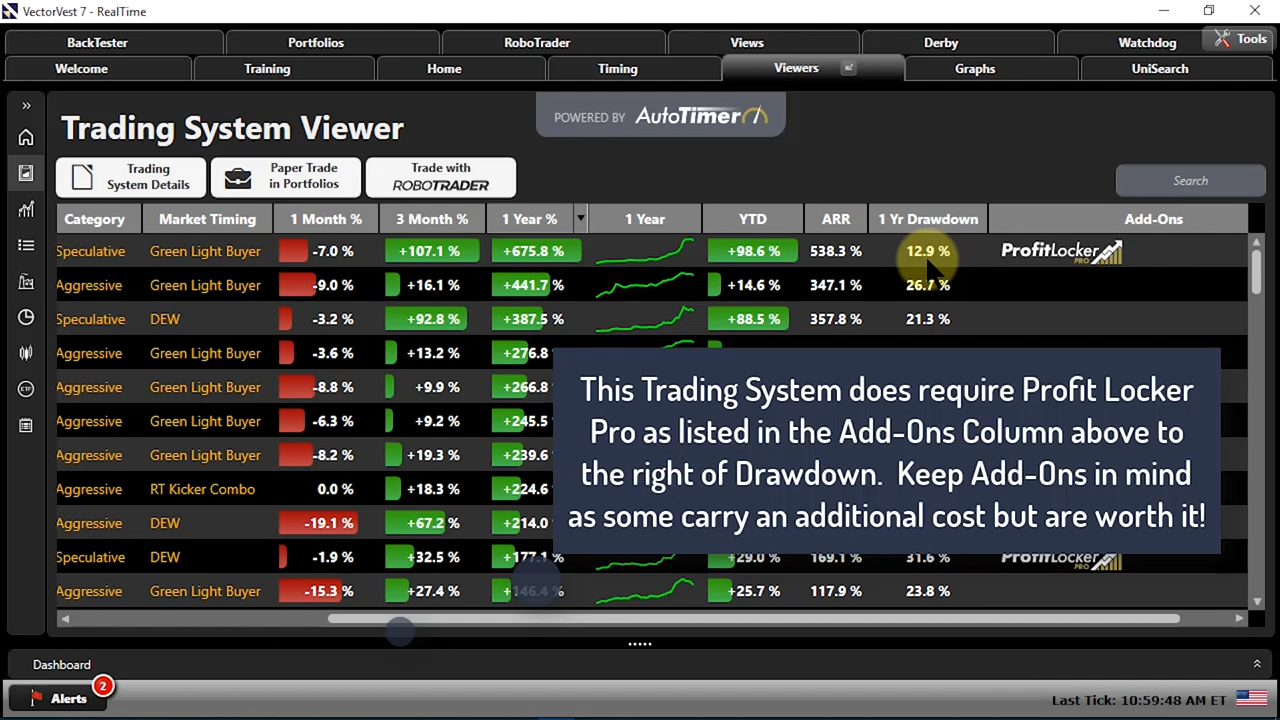 VectorVest 7 - RealTime
BackTester Portfolios RoboTrader Views Derby Watchdog Tools
Welcome Training Home Timing Viewers Graphs UniSearch
Trading System Viewer
POWERED BY AutoTimer
Trading System Details
Paper Trade in Portfolios
Trade with ROBOTRADER
Search
Category Market Timing 1 Month % 3 Month % 1 Year % 1 Year YTD ARR 1 Yr Drawdown Add-Ons
Speculative Green Light Buyer -7.0 % +107.1 % +675.8 % +98.6 % 538.3 % 12.9 % ProfitLocker PRO
Aggressive Green Light Buyer -9.0 % +16.1 % +441.7 % +14.6 % 347.1 % 26.7 %
Speculative DEW -3.2 % +92.8 % +387.5 % +88.5 % 357.8 % 21.3 %
Aggressive Green Light Buyer -3.6 % +13.2 % +276.8
Aggressive Green Light Buyer -8.8 % +9.9 % +266.8
Aggressive Green Light Buyer -6.3 % +9.2 % +245.5
Aggressive Green Light Buyer -8.2 % +19.3 % +239.6
Aggressive RT Kicker Combo 0.0 % +18.3 % +224.6
Aggressive DEW -19.1 % +67.2 % +214.0
Speculative DEW -1.9 % +32.5 % +177.1 % +29.0 % 169.1 % 31.6 % ProfitLocker PRO
Aggressive Green Light Buyer -15.3 % +27.4 % +146.4 % +25.7 % 117.9 % 23.8 %
This Trading System does require Profit Locker
Pro as listed in the Add-Ons Column above to
the right of Drawdown. Keep Add-Ons in mind
as some carry an additional cost but are worth it!
Dashboard
Alerts 2
Last Tick: 10:59:48 AM ET